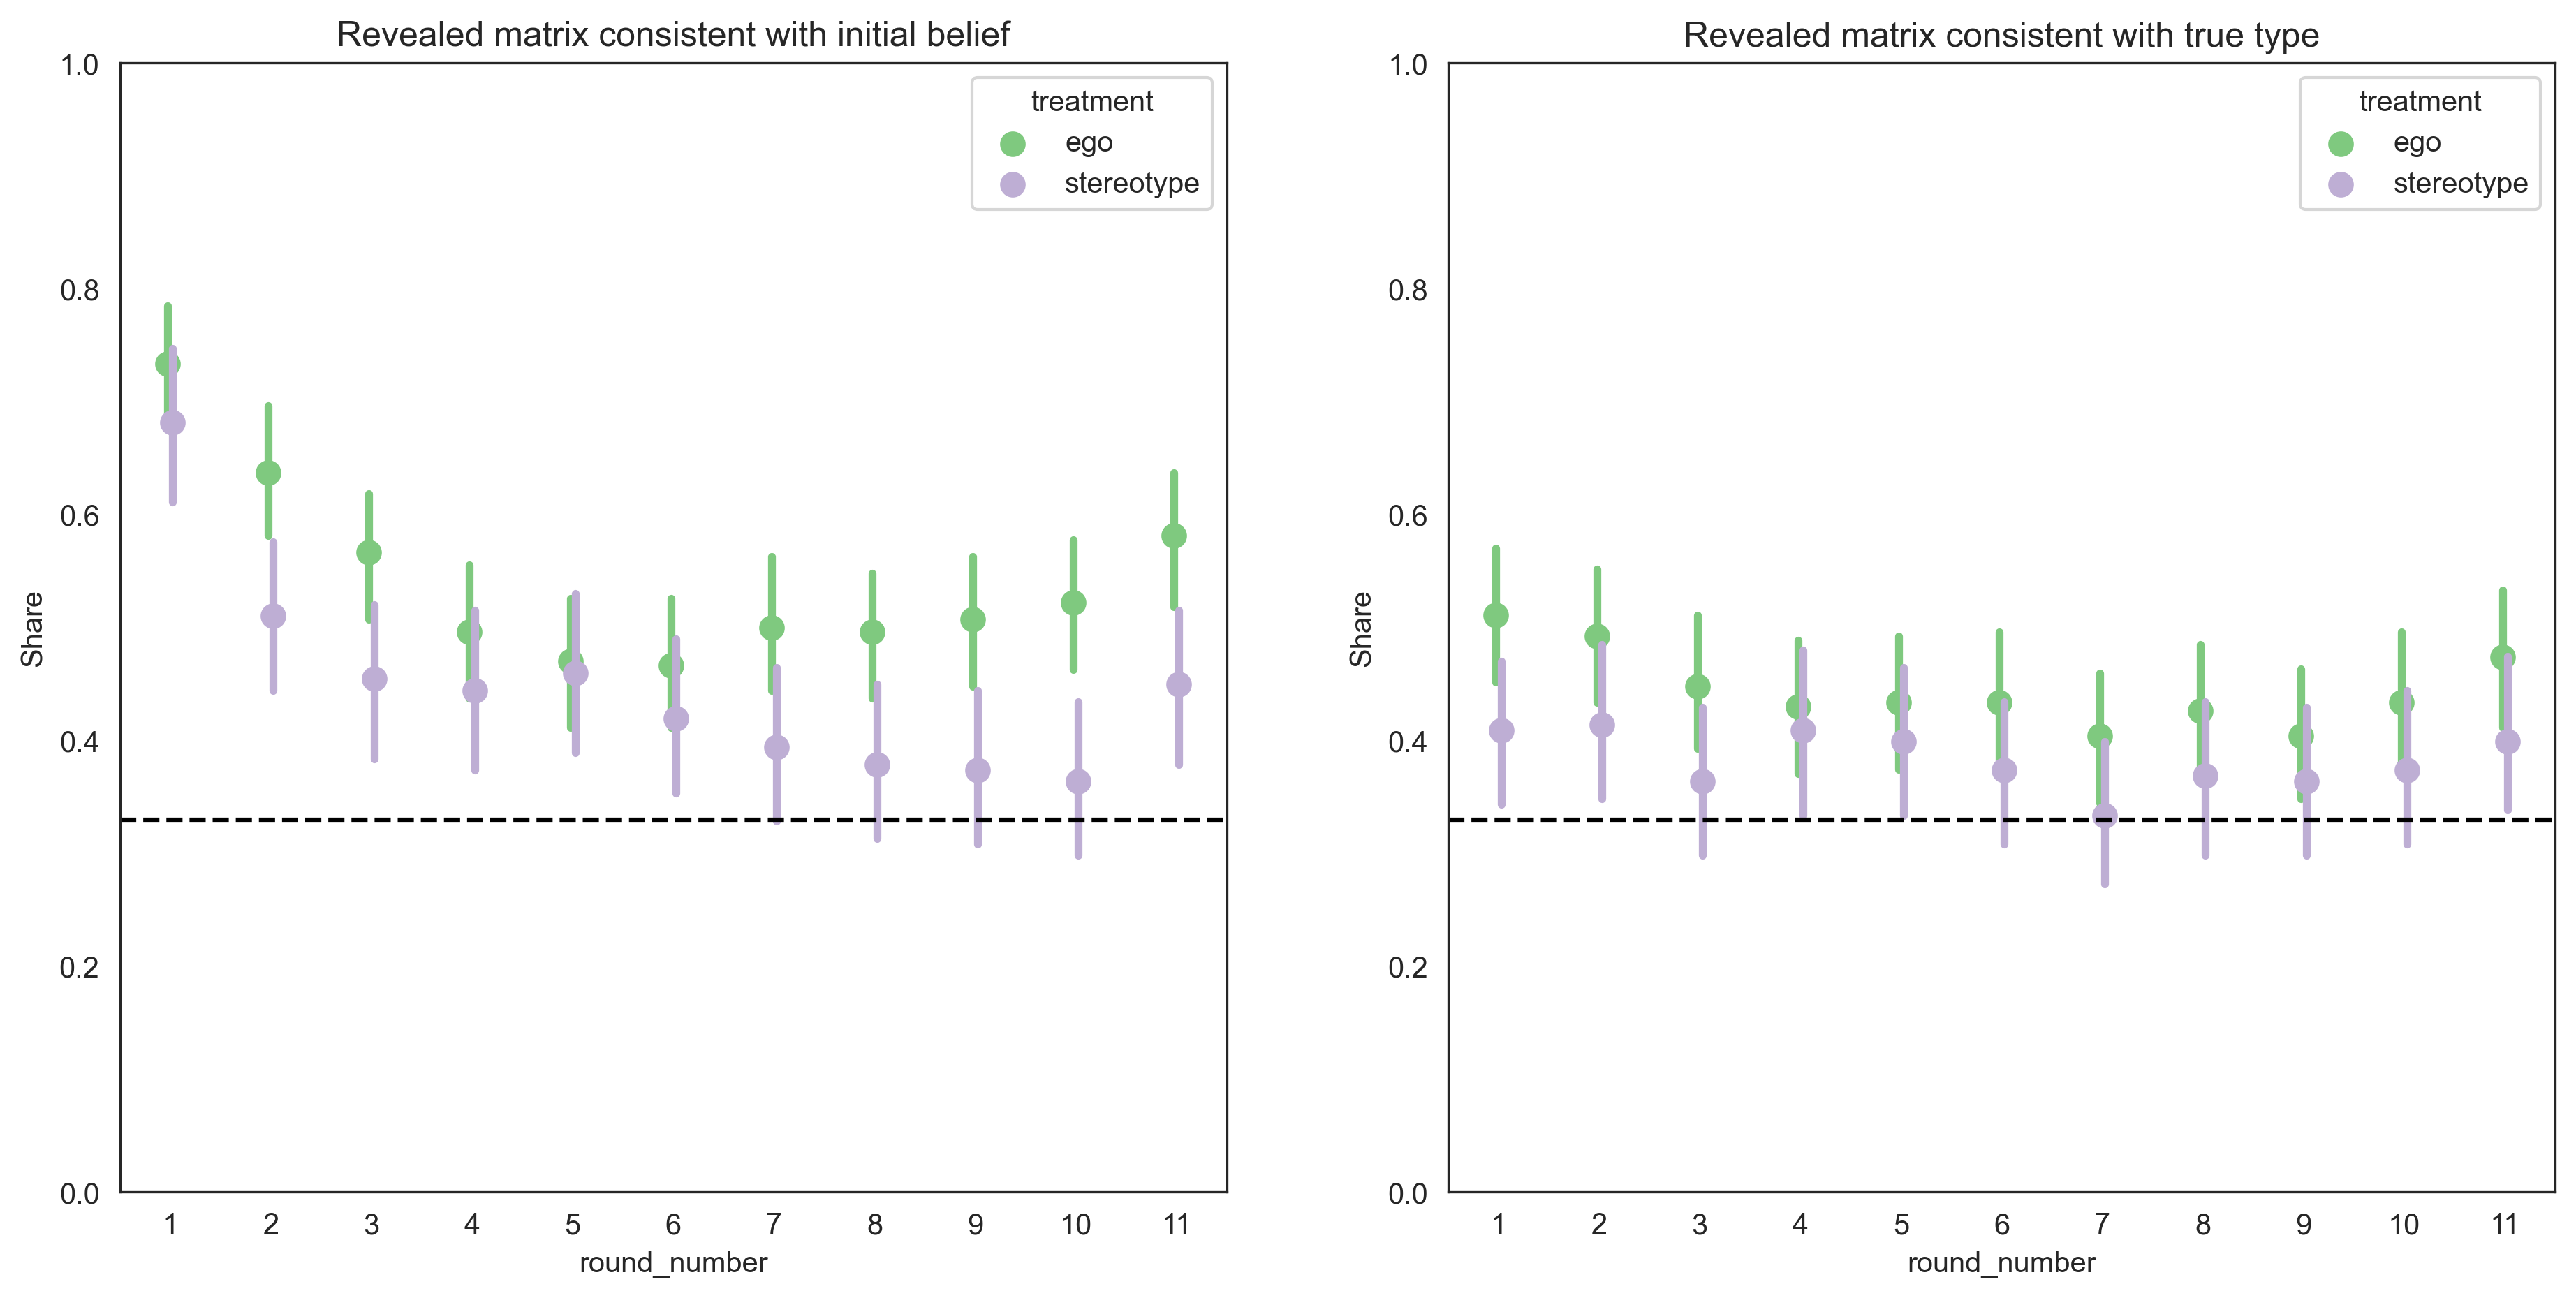 Revealed matrix consistent with initial belief
1.0
0.8
0.6
0.4
0.2
0.0
Share
treatment
ego
stereotype
1 2 3 4 5 6 7 8 9 10 11
round_number
Revealed matrix consistent with true type
1.0
0.8
0.6
0.4
0.2
0.0
Share
treatment
ego
stereotype
1 2 3 4 5 6 7 8 9 10 11
round_number